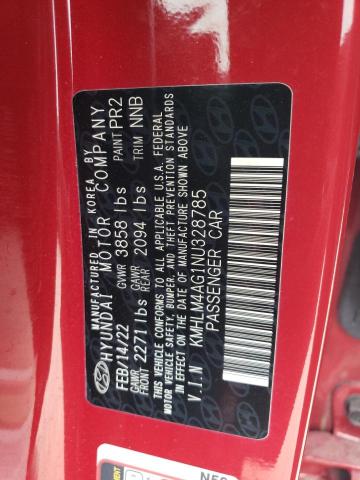 MANUFACTURED IN KOREA BY
HYUNDAI MOTOR COMPANY
FEB/14/22 GVWR 3858 lbs PAINT PR2
GAWR FRONT 2271 lbs GAWR REAR 2094 lbs TRIM NNB
THIS VEHICLE CONFORMS TO ALL APPLICABLE U.S.A. FEDERAL
MOTOR VEHICLE SAFETY, BUMPER, AND THEFT PREVENTION STANDARDS
IN EFFECT ON THE DATE OF MANUFACTURE SHOWN ABOVE.
V.I.N KMHLM4AG1NU328785
PASSENGER CAR